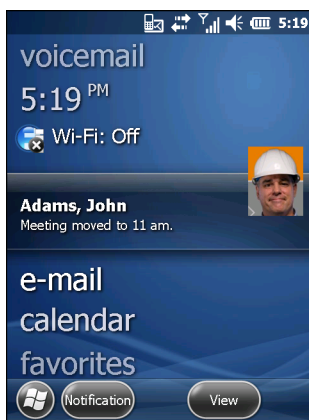 5:19
voicemail
5:19 PM
Wi-Fi: Off
Adams, John
Meeting moved to 11 am.
e-mail
calendar
favorites
Notification
View